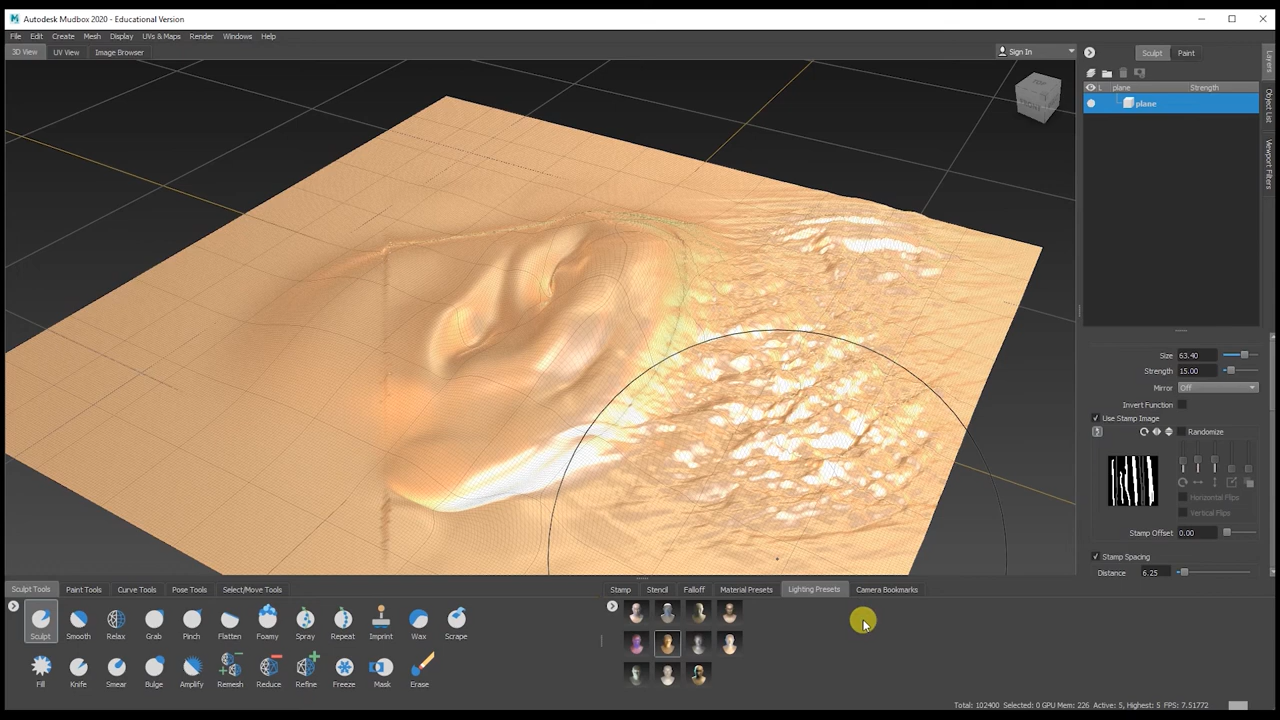 Autodesk Mudbox 2020 - Educational Version
File Edit Create Mesh Display UVs & Maps Render Windows Help
3D View UV View Image Browser
Sign In
Sculpt Paint
Layers
Object List
Viewport Filters
L plane Strength
plane
Size 63.40
Strength 15.00
Mirror Off
Invert Function
Use Stamp Image
Randomize
Horizontal Flips
Vertical Flips
Stamp Offset 0.00
Stamp Spacing
Distance 6.25
Sculpt Tools Paint Tools Curve Tools Pose Tools Select/Move Tools
Stamp Stencil Falloff Material Presets Lighting Presets Camera Bookmarks
Sculpt Smooth Relax Grab Pinch Flatten Foamy Spray Repeat Imprint Wax Scrape
Fill Knife Smear Bulge Amplify Remesh Reduce Refine Freeze Mask Erase
Total: 102400 Selected: 0 GPU Mem: 226 Active: 5, Highest: 5 FPS: 7.51772